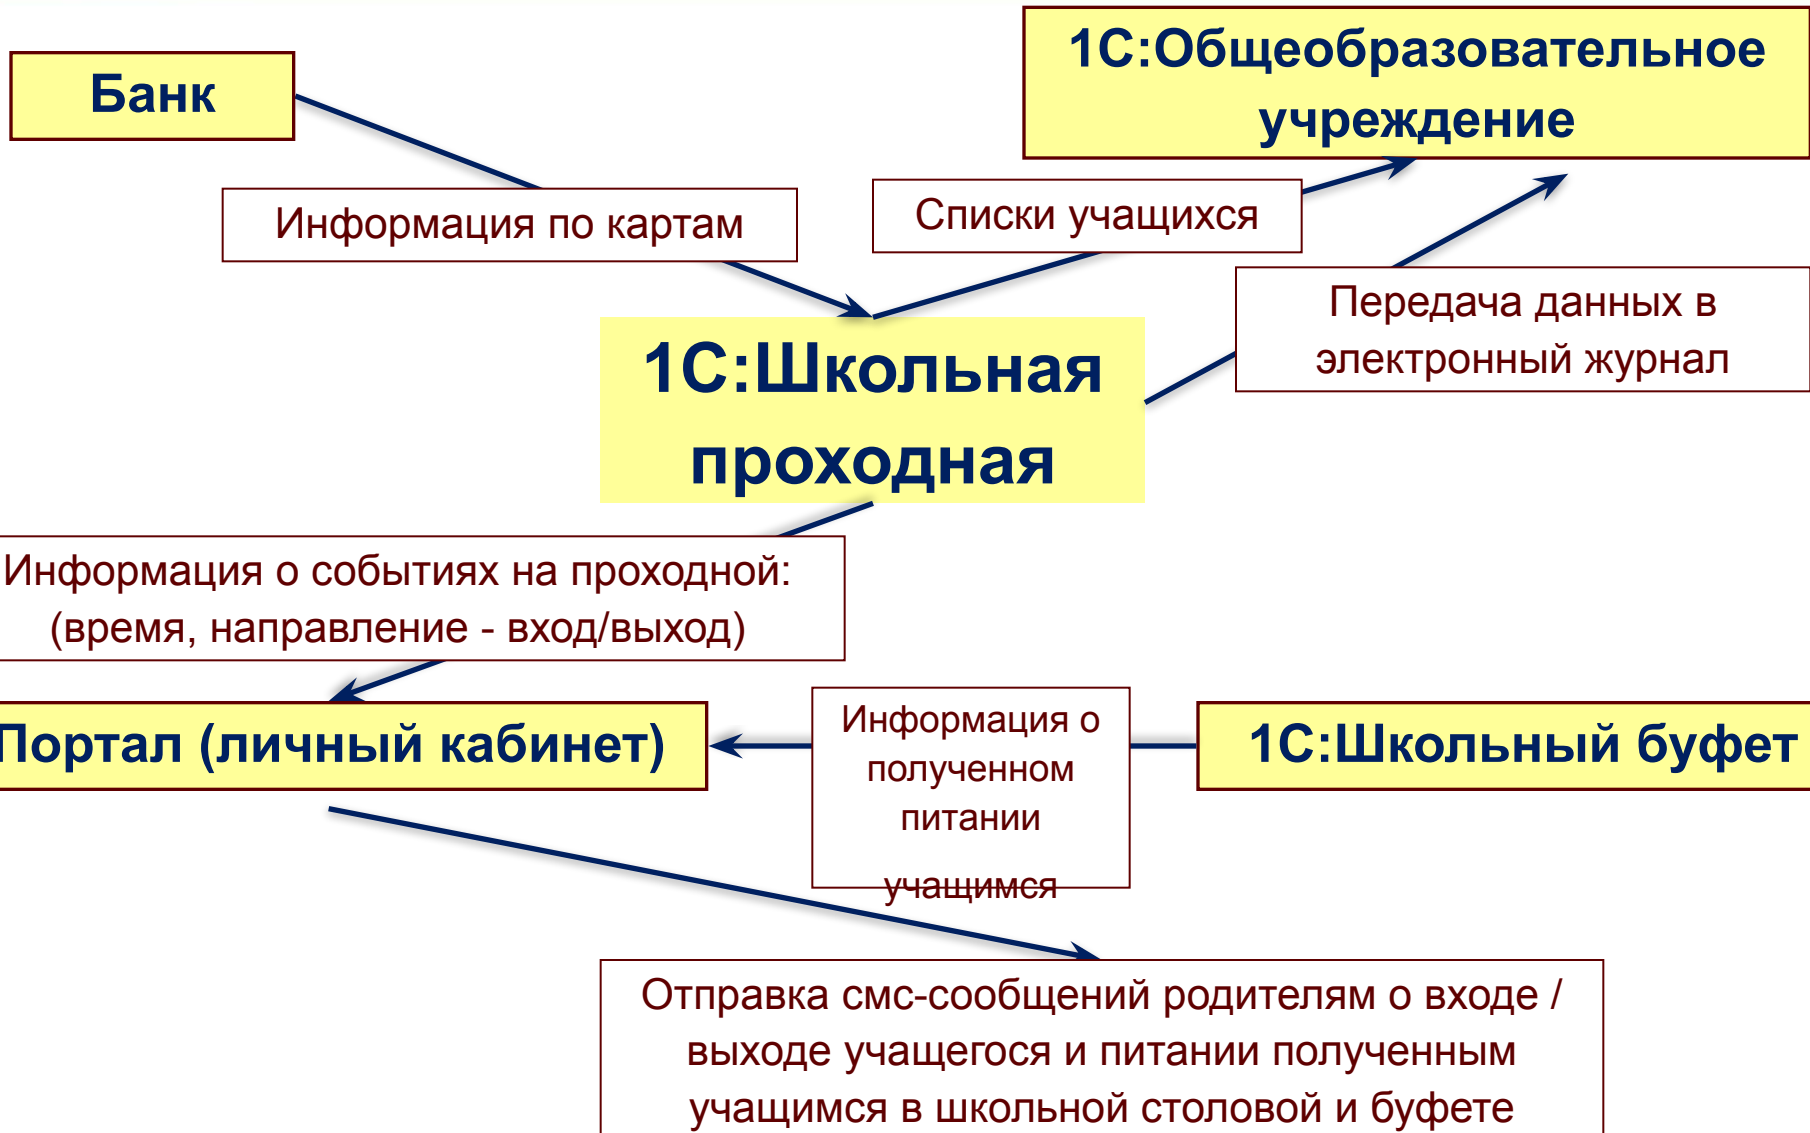 Банк
1С:Общеобразовательное
учреждение
Информация по картам
Списки учащихся
Передача данных в
электронный журнал
1С:Школьная
проходная
Информация о событиях на проходной:
(время, направление - вход/выход)
Портал (личный кабинет)
Информация о
полученном
питании
учащимся
1С:Школьный буфет
Отправка смс-сообщений родителям о входе /
выходе учащегося и питании полученным
учащимся в школьной столовой и буфете